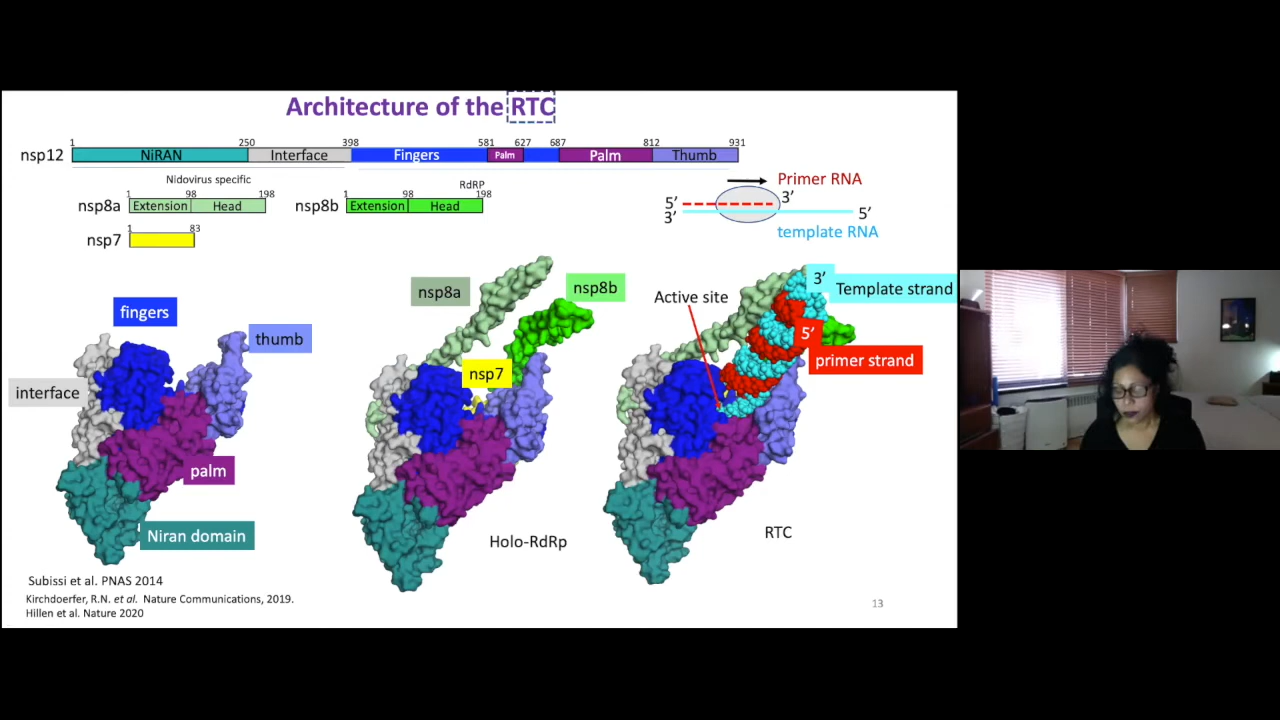 Architecture of the RTC
1 250 398 581 627 687 812 931
nsp12 NiRAN Interface Fingers Palm Palm Thumb
Nidovirus specific RdRP
1 98 198 1 98 198
nsp8a Extension Head nsp8b Extension Head
1 83
nsp7
Primer RNA
5’ 3’
3’ 5’
template RNA
fingers
thumb
interface
palm
Niran domain
nsp8a
nsp8b
nsp7
Holo-RdRp
Active site
3’ Template strand
5’
primer strand
RTC
Subissi et al. PNAS 2014
Kirchdoerfer, R.N. et al. Nature Communications, 2019.
Hillen et al. Nature 2020
13